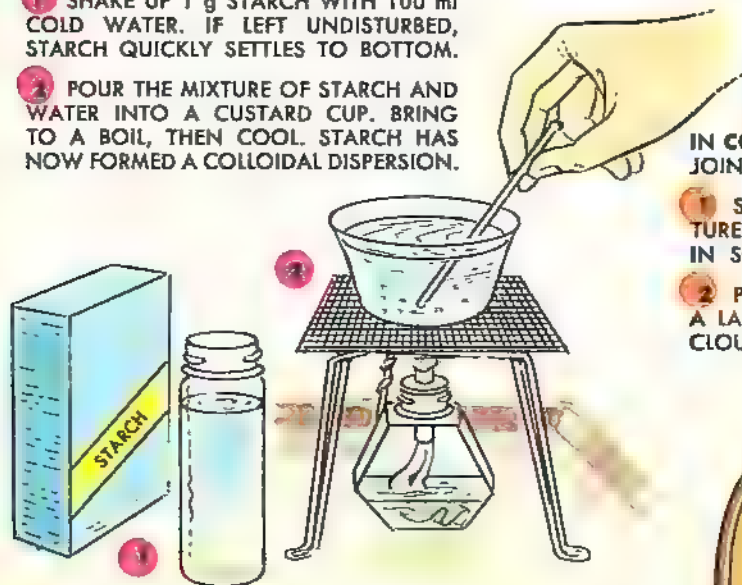 1 SHAKE UP 1 g STARCH WITH 100 ml
COLD WATER. IF LEFT UNDISTURBED,
STARCH QUICKLY SETTLES TO BOTTOM.
2 POUR THE MIXTURE OF STARCH AND
WATER INTO A CUSTARD CUP. BRING
TO A BOIL, THEN COOL. STARCH HAS
NOW FORMED A COLLOIDAL DISPERSION.
2
STARCH
1
IN CO
JOIN
1 S
TURE
IN S
2 P
A LA
CLOU